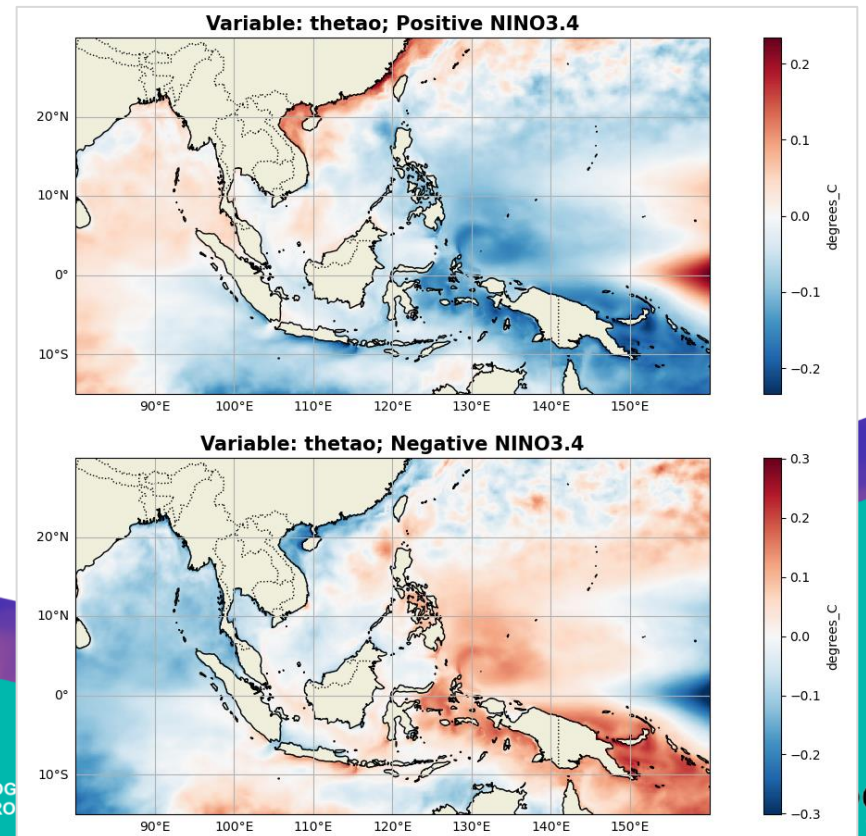 Variable: thetao; Positive NINO3.4
20°N
10°N
0°
10°S
90°E 100°E 110°E 120°E 130°E 140°E 150°E
0.2
0.1
0.0
−0.1
−0.2
degrees_C
Variable: thetao; Negative NINO3.4
20°N
10°N
0°
10°S
90°E 100°E 110°E 120°E 130°E 140°E 150°E
0.3
0.2
0.1
0.0
−0.1
−0.2
−0.3
degrees_C
OG
RO